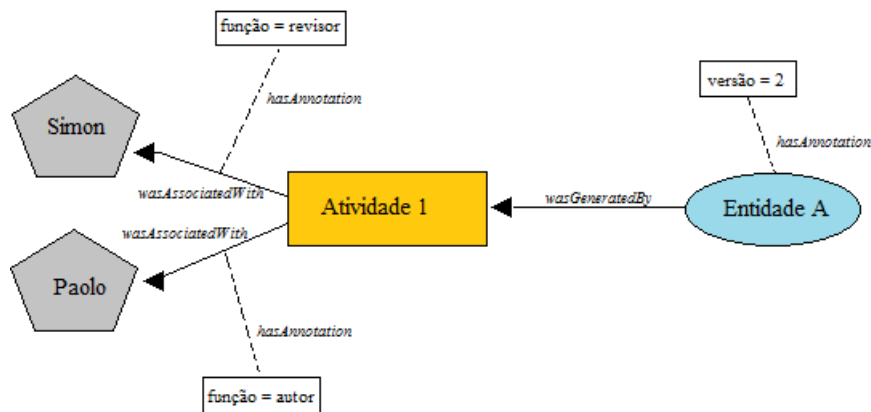 função = revisor
versão = 2
hasAnnotation
Simon
hasAnnotation
wasAssociatedWith
Atividade 1
wasGeneratedBy
Entidade A
wasAssociatedWith
Paolo
hasAnnotation
função = autor